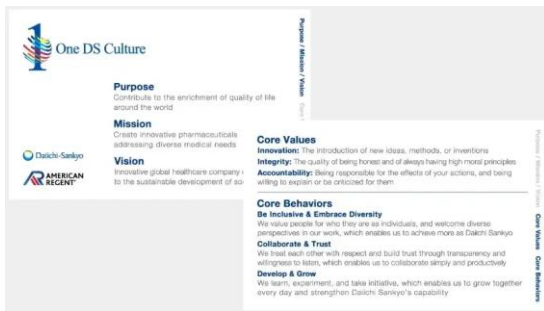 One DS Culture
Purpose
Contribute to the enrichment of quality of life
around the world
Mission
Create innovative pharmaceuticals
addressing diverse medical needs
Vision
Innovative global healthcare company
to the sustainable development of so
Daiichi-Sankyo
AMERICAN
REGENT
Purpose / Mission / Vision
Core Values
Innovation: The introduction of new ideas, methods, or inventions
Integrity: The quality of being honest and of always having high moral principles
Accountability: Being responsible for the effects of your actions, and being
willing to explain or be criticized for them
Core Behaviors
Be Inclusive & Embrace Diversity
We value people for who they are as individuals, and welcome diverse
perspectives in our work, which enables us to achieve more as Daiichi Sankyo
Collaborate & Trust
We treat each other with respect and build trust through transparency and
willingness to listen, which enables us to collaborate simply and productively
Develop & Grow
We learn, experiment, and take initiative, which enables us to grow together
every day and strengthen Daiichi Sankyo's capability
Purpose / Mission / Vision Core Values Core Behaviors